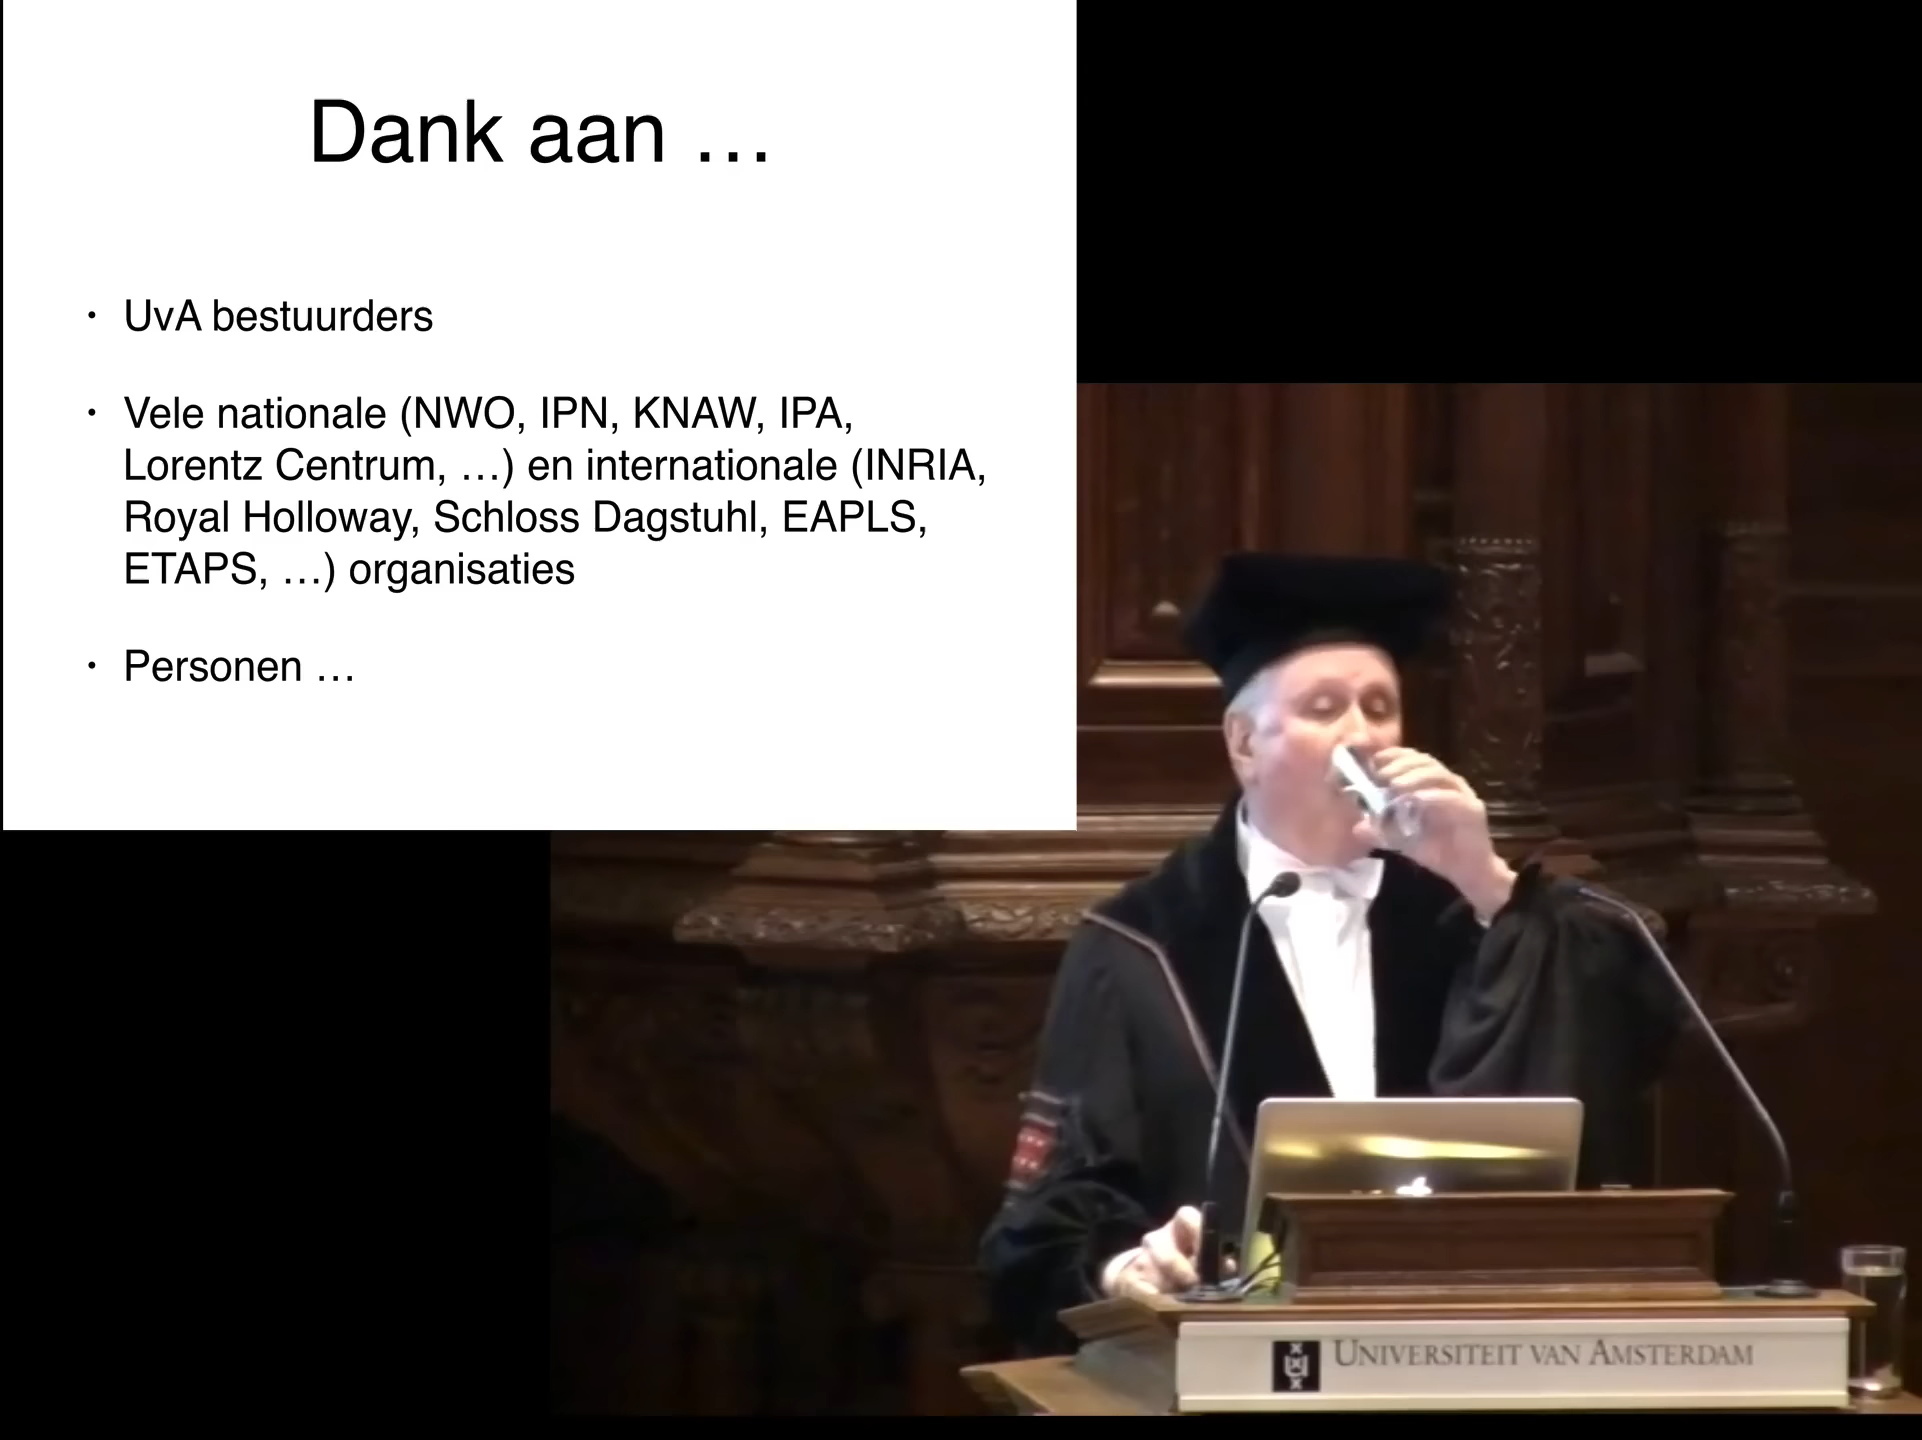 Dank aan …
• UvA bestuurders
• Vele nationale (NWO, IPN, KNAW, IPA,
Lorentz Centrum, …) en internationale (INRIA,
Royal Holloway, Schloss Dagstuhl, EAPLS,
ETAPS, …) organisaties
• Personen …
UNIVERSITEIT VAN AMSTERDAM